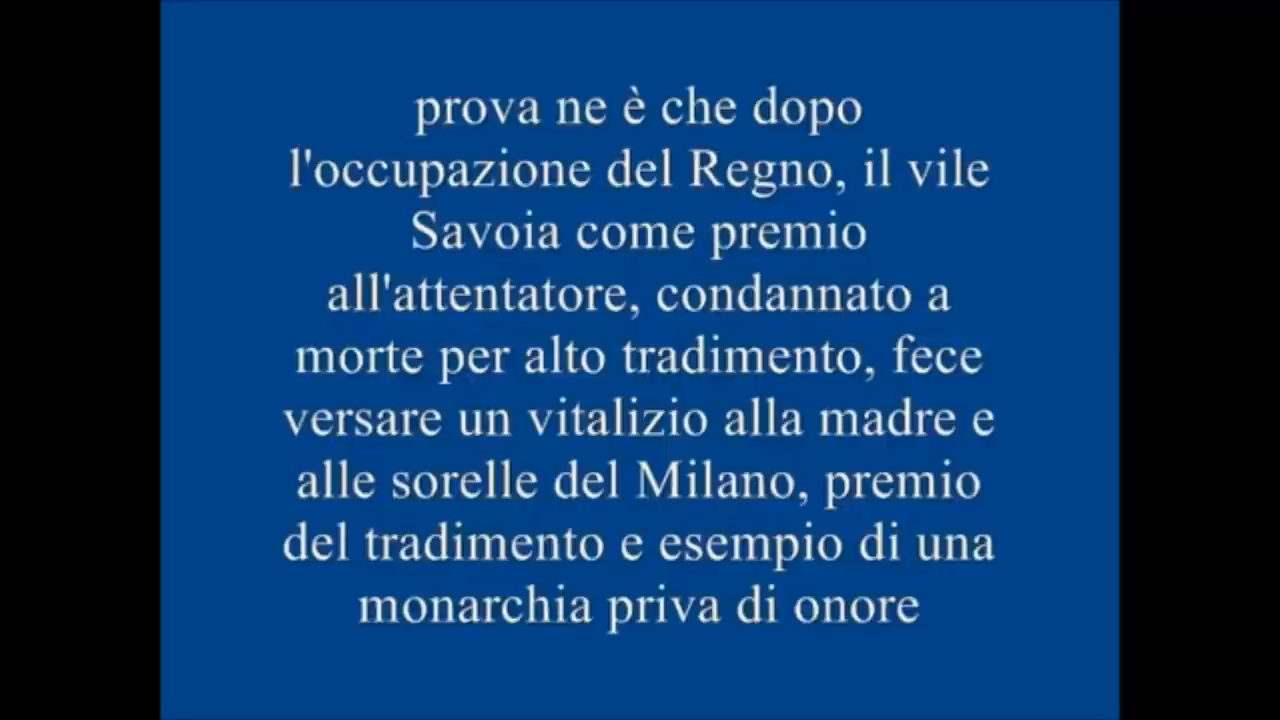 prova ne è che dopo
l'occupazione del Regno, il vile
Savoia come premio
all'attentatore, condannato a
morte per alto tradimento, fece
versare un vitalizio alla madre e
alle sorelle del Milano, premio
del tradimento e esempio di una
monarchia priva di onore